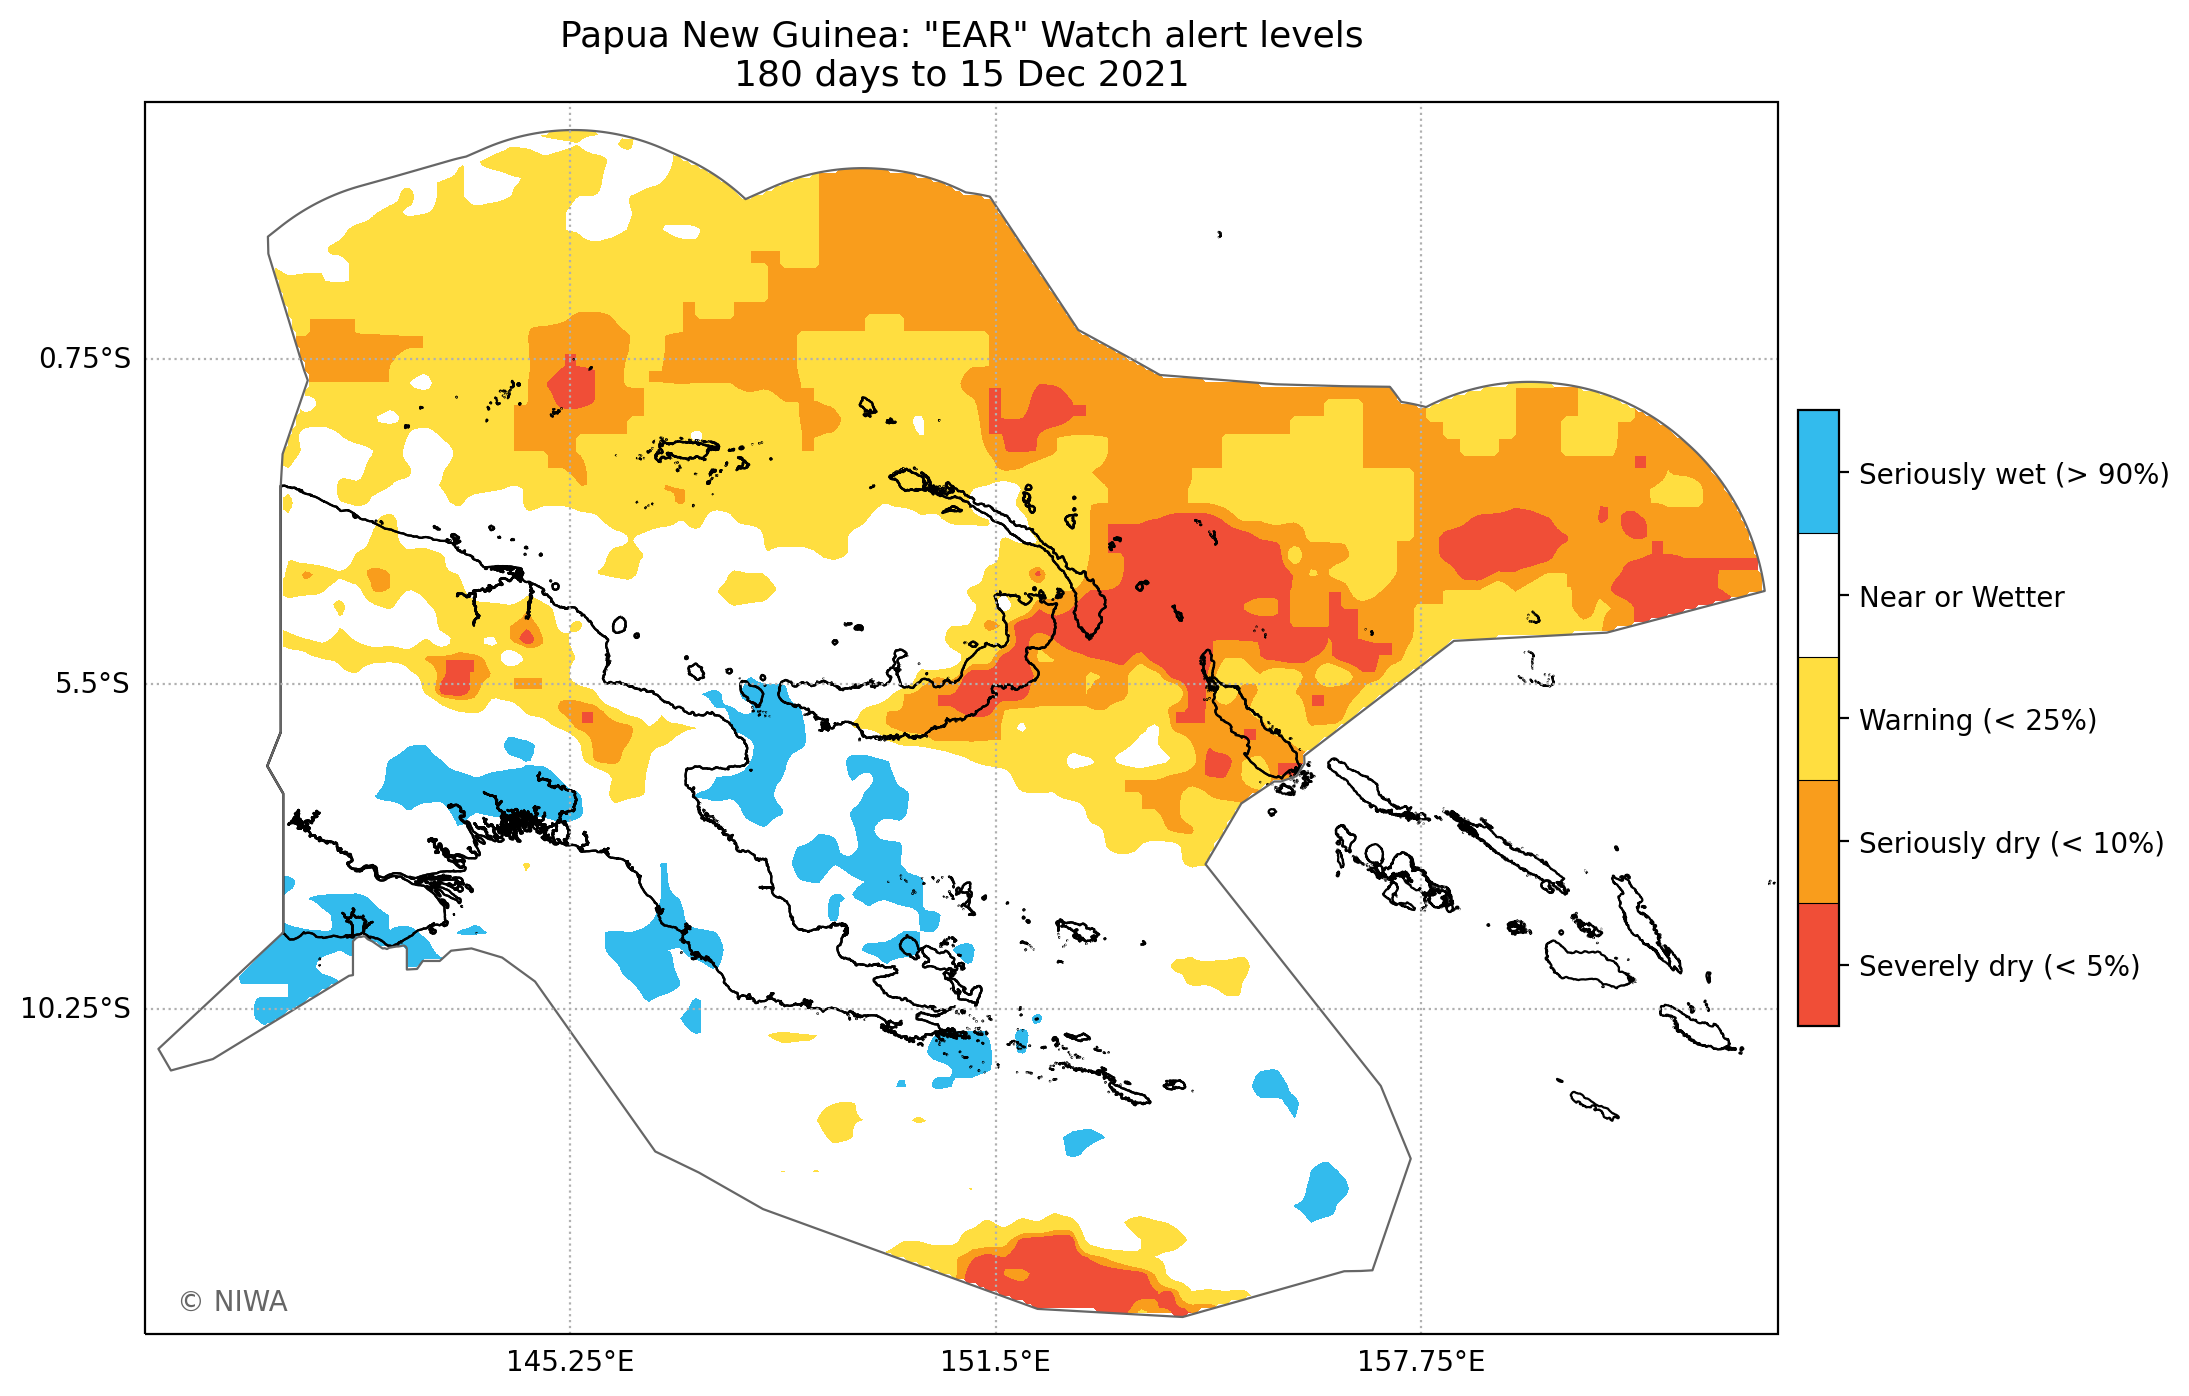 Papua New Guinea: "EAR" Watch alert levels
180 days to 15 Dec 2021
0.75°S
5.5°S
10.25°S
145.25°E
151.5°E
157.75°E
Seriously wet (> 90%)
Near or Wetter
Warning (< 25%)
Seriously dry (< 10%)
Severely dry (< 5%)
© NIWA